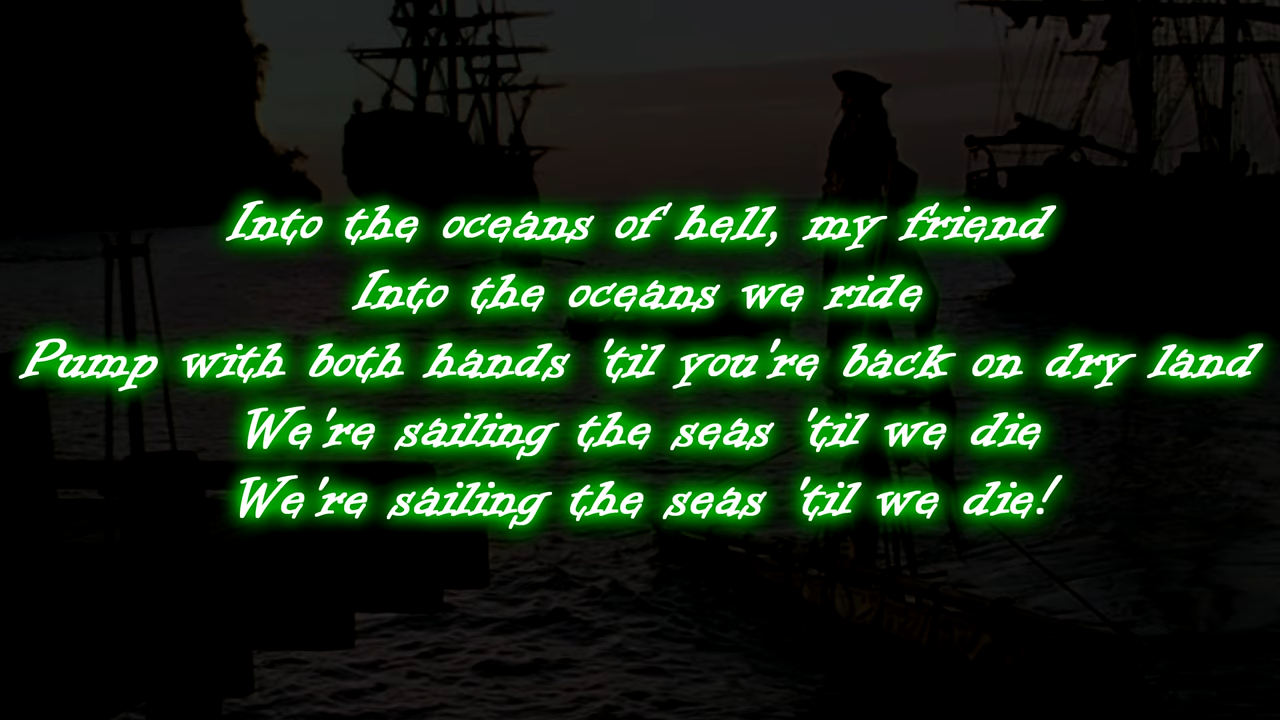 Into the oceans of hell, my friend
Into the oceans we ride
Pump with both hands 'til you're back on dry land
We're sailing the seas 'til we die
We're sailing the seas 'til we die!